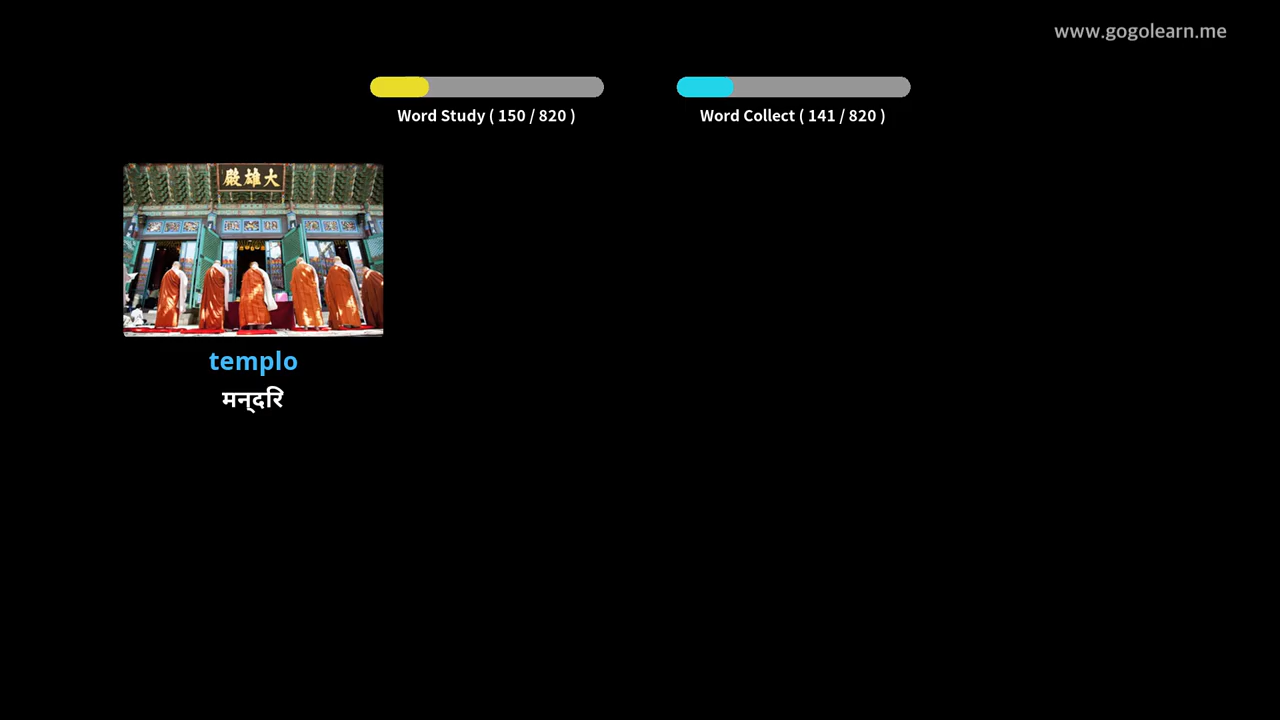 www.gogolearn.me
Word Study ( 150 / 820 )
Word Collect ( 141 / 820 )
殿雄大
templo
मन्दरि